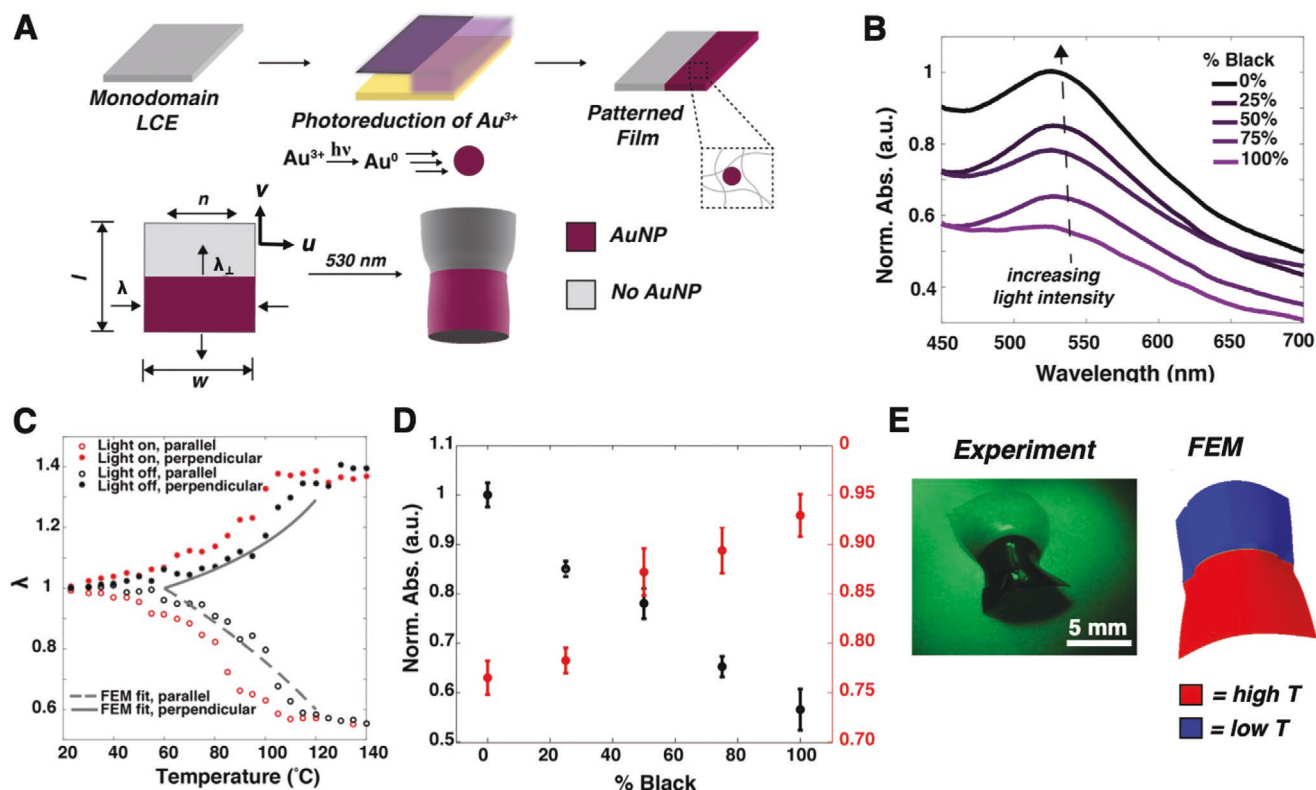 A
Monodomain
LCE
Photoreduction of Au³⁺
Au³⁺ hν Au⁰
Patterned
Film
n
v
u
l
λ⊥
λ
w
530 nm
AuNP
No AuNP
B
Norm. Abs. (a.u.)
1
0.8
0.6
0.4
% Black
0%
25%
50%
75%
100%
increasing
light intensity
450 500 550 600 650 700
Wavelength (nm)
C
λ
1.4
1.2
1
0.8
0.6
Light on, parallel
Light on, perpendicular
Light off, parallel
Light off, perpendicular
FEM fit, parallel
FEM fit, perpendicular
20 40 60 80 100 120 140
Temperature (°C)
D
Norm. Abs. (a.u.)
1.1
1
0.9
0.8
0.7
0.6
0.5
0
0.95
0.90
0.85
0.80
0.75
0.70
0 20 40 60 80 100
% Black
E
Experiment
FEM
5 mm
= high T
= low T